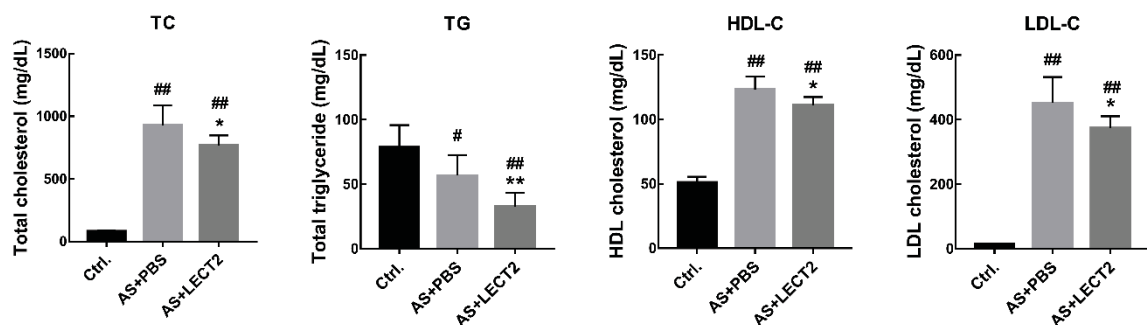 TC
Total cholesterol (mg/dL)
1500
1000
500
0
##
##
*
Ctrl.
AS+PBS
AS+LECT2
TG
Total triglyceride (mg/dL)
150
100
50
0
#
##
**
Ctrl.
AS+PBS
AS+LECT2
HDL-C
HDL cholesterol (mg/dL)
150
100
50
0
##
##
*
Ctrl.
AS+PBS
AS+LECT2
LDL-C
LDL cholesterol (mg/dL)
600
400
200
0
##
##
*
Ctrl.
AS+PBS
AS+LECT2